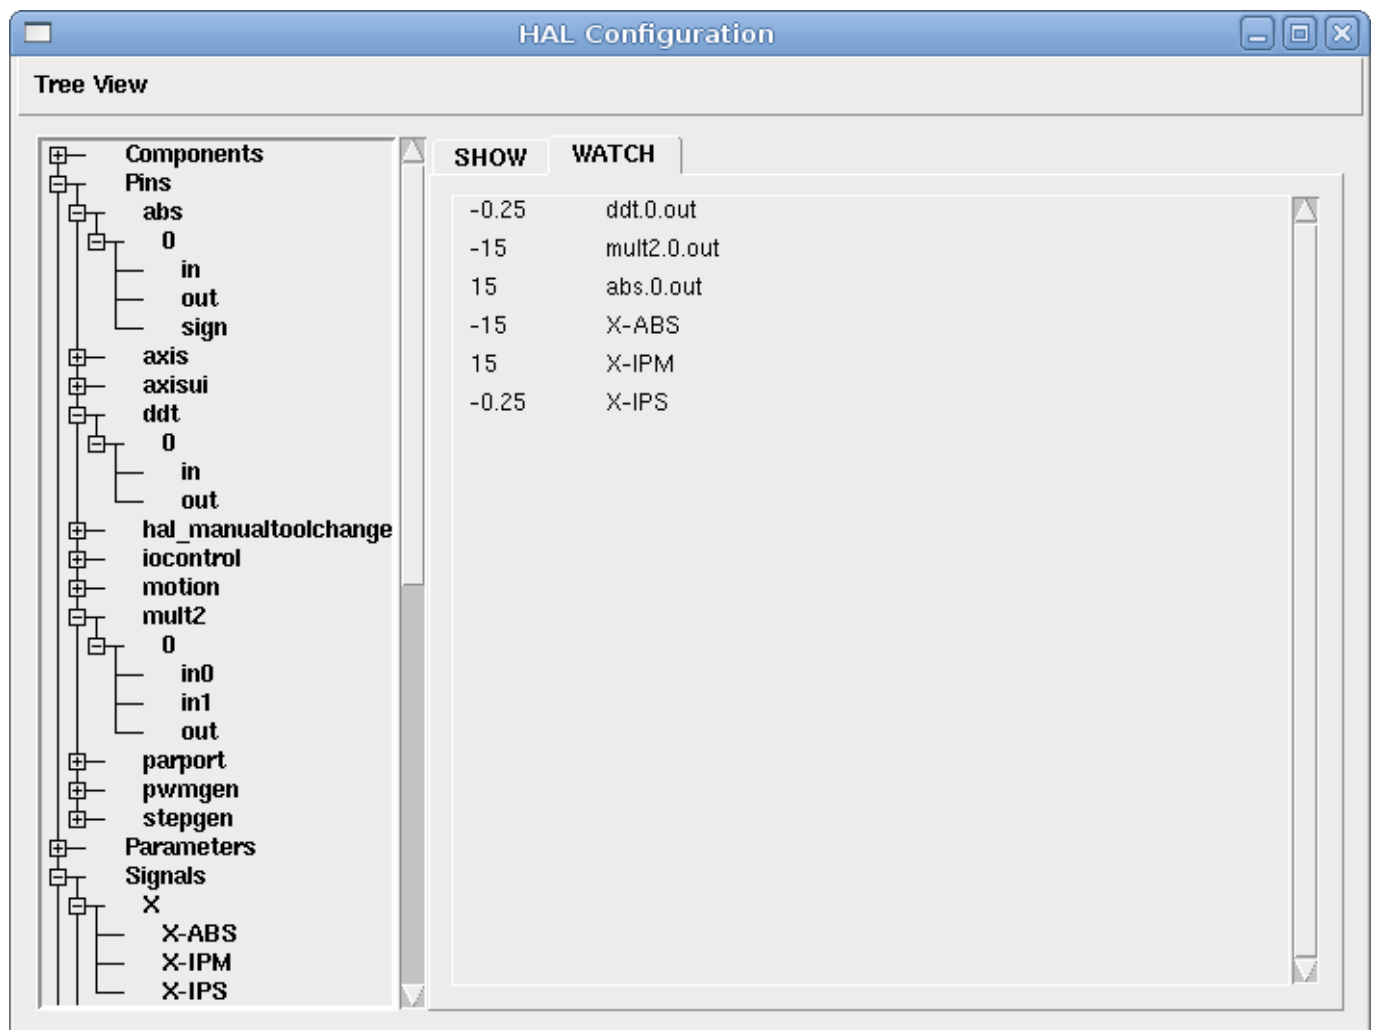 HAL Configuration
Tree View
Components
Pins
abs
0
in
out
sign
axis
axisui
ddt
0
in
out
hal_manualtoolchange
iocontrol
motion
mult2
0
in0
in1
out
parport
pwmgen
stepgen
Parameters
Signals
X
X-ABS
X-IPM
X-IPS
SHOW WATCH
-0.25 ddt.0.out
-15 mult2.0.out
15 abs.0.out
-15 X-ABS
15 X-IPM
-0.25 X-IPS